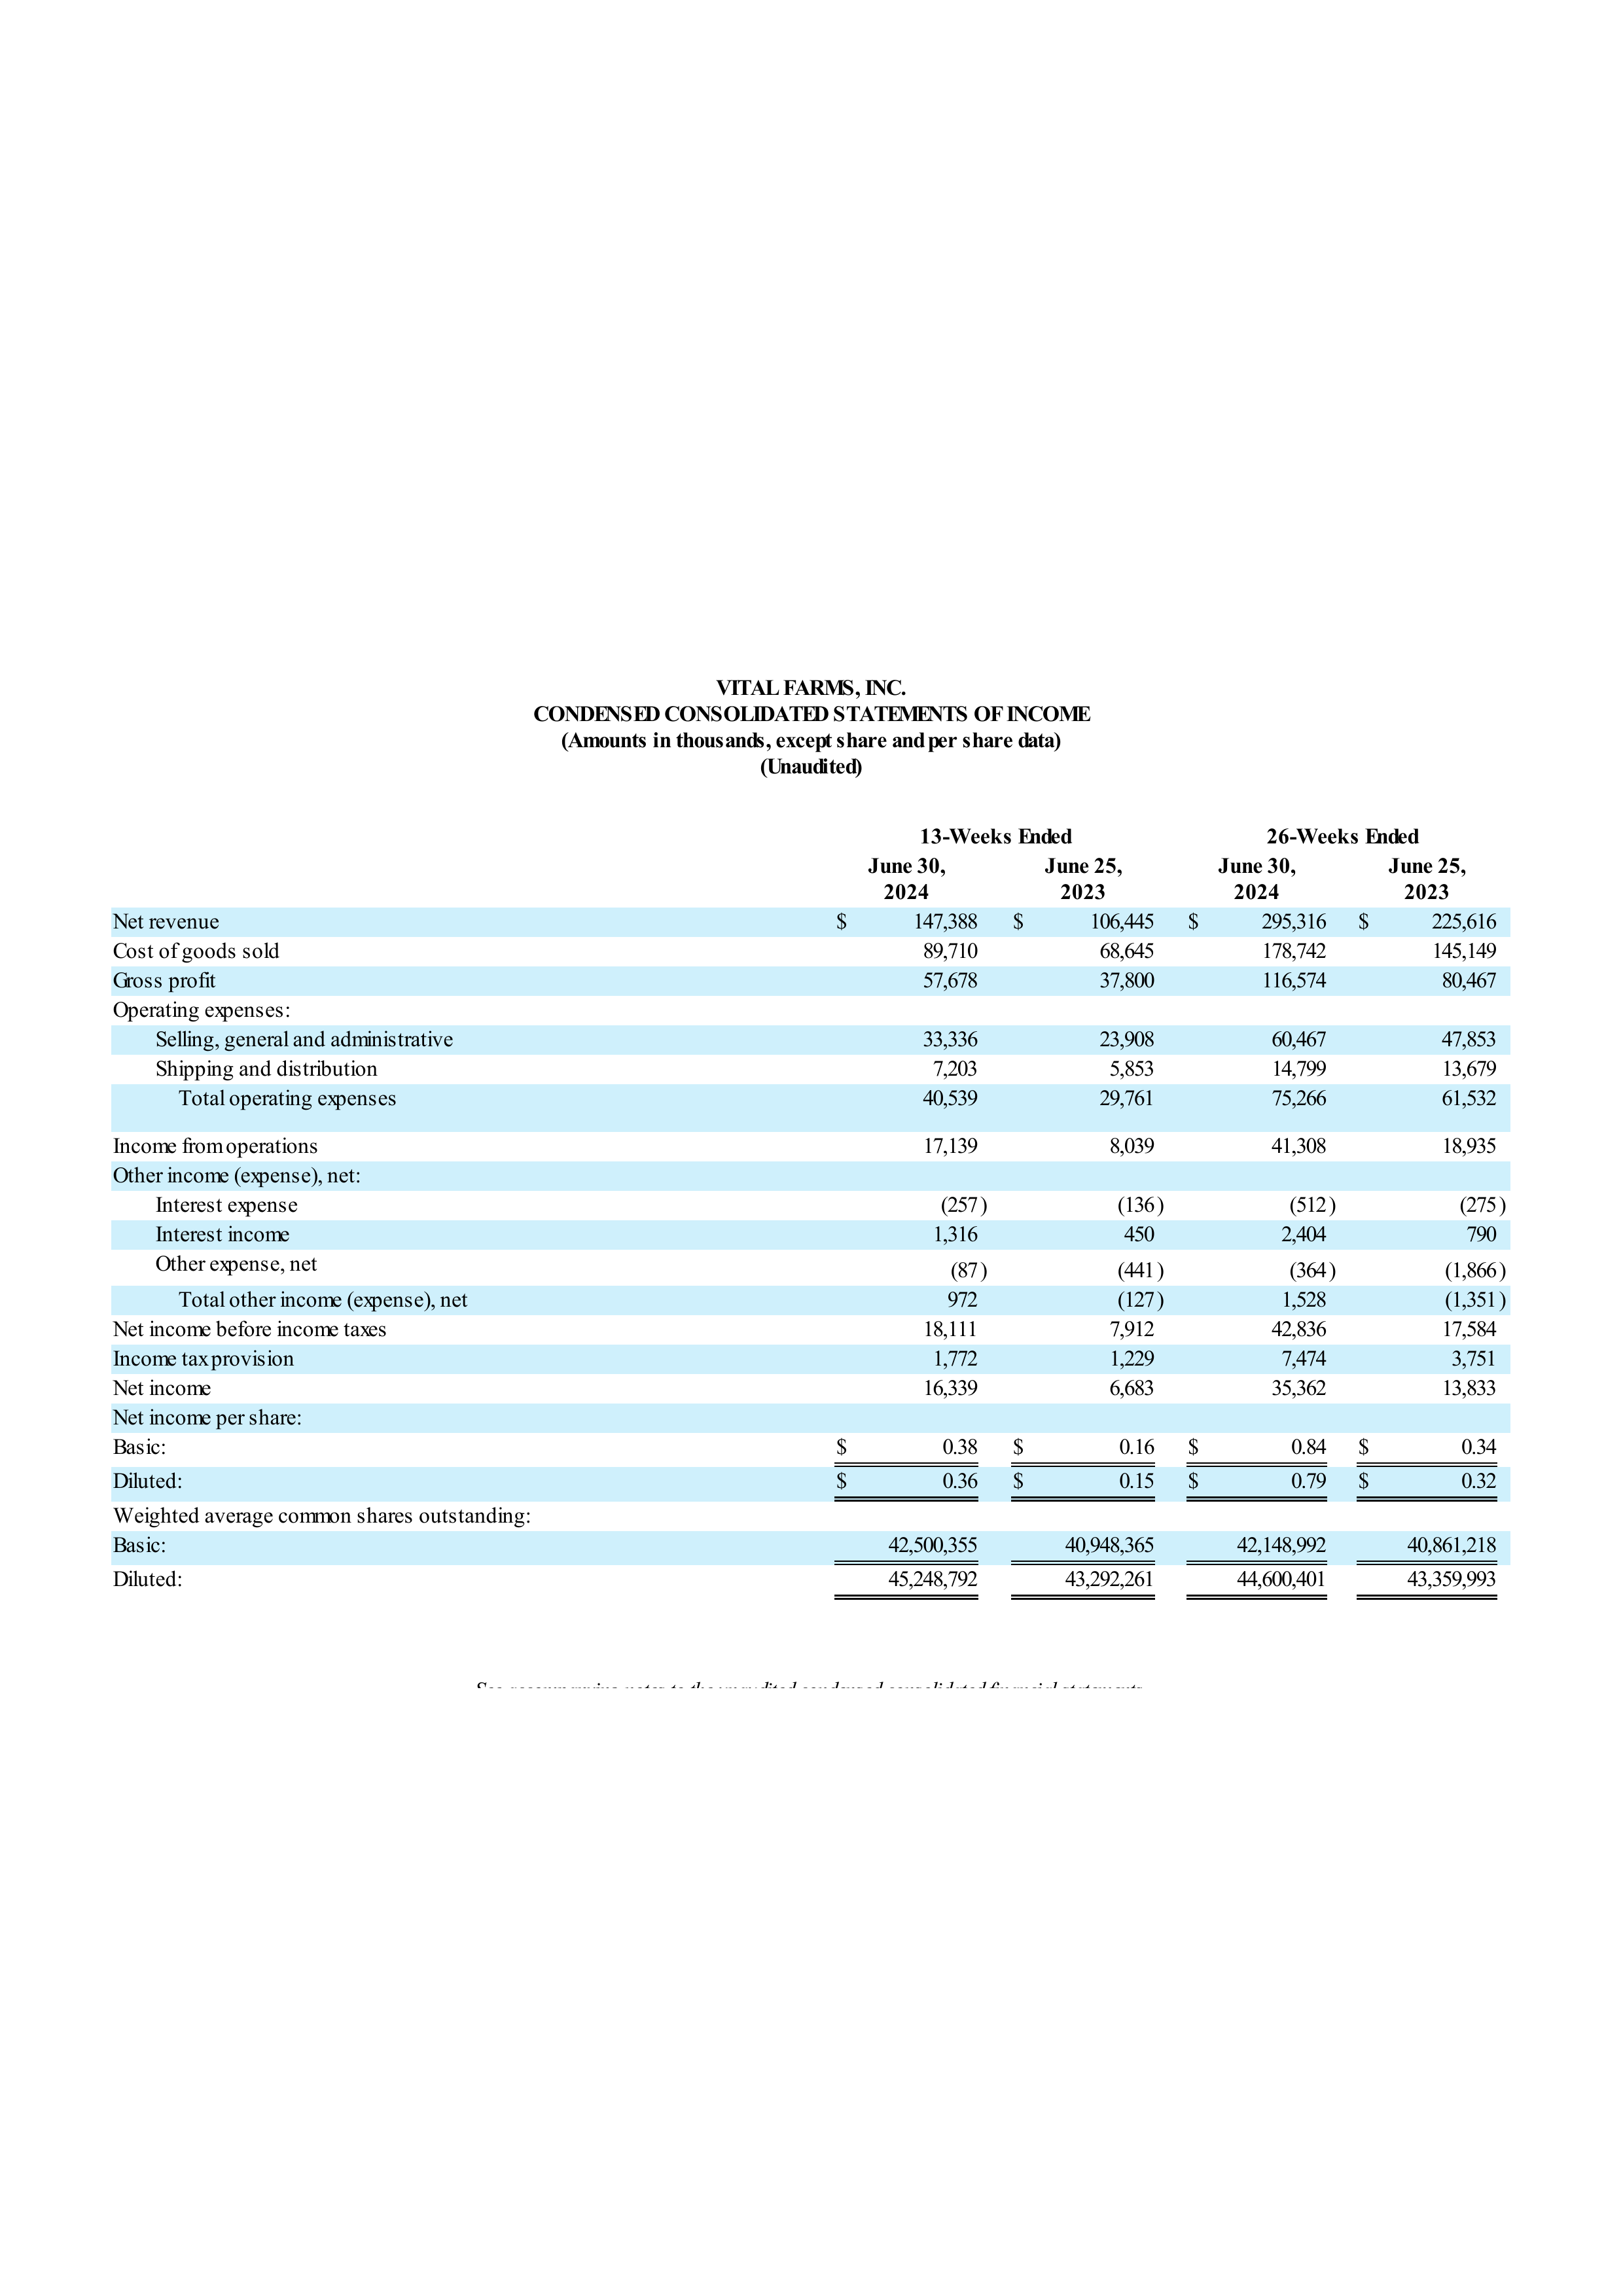 VITAL FARMS, INC.
CONDENSED CONSOLIDATED STATEMENTS OF INCOME
(Amounts in thousands, except share and per share data)
(Unaudited)
13-Weeks Ended 26-Weeks Ended
June 30, June 25, June 30, June 25,
2024 2023 2024 2023
Net revenue $ 147,388 $ 106,445 $ 295,316 $ 225,616
Cost of goods sold 89,710 68,645 178,742 145,149
Gross profit 57,678 37,800 116,574 80,467
Operating expenses:
Selling, general and administrative 33,336 23,908 60,467 47,853
Shipping and distribution 7,203 5,853 14,799 13,679
Total operating expenses 40,539 29,761 75,266 61,532
Income from operations 17,139 8,039 41,308 18,935
Other income (expense), net:
Interest expense (257) (136) (512) (275)
Interest income 1,316 450 2,404 790
Other expense, net (87) (441) (364) (1,866)
Total other income (expense), net 972 (127) 1,528 (1,351)
Net income before income taxes 18,111 7,912 42,836 17,584
Income tax provision 1,772 1,229 7,474 3,751
Net income 16,339 6,683 35,362 13,833
Net income per share:
Basic: $ 0.38 $ 0.16 $ 0.84 $ 0.34
Diluted: $ 0.36 $ 0.15 $ 0.79 $ 0.32
Weighted average common shares outstanding:
Basic: 42,500,355 40,948,365 42,148,992 40,861,218
Diluted: 45,248,792 43,292,261 44,600,401 43,359,993